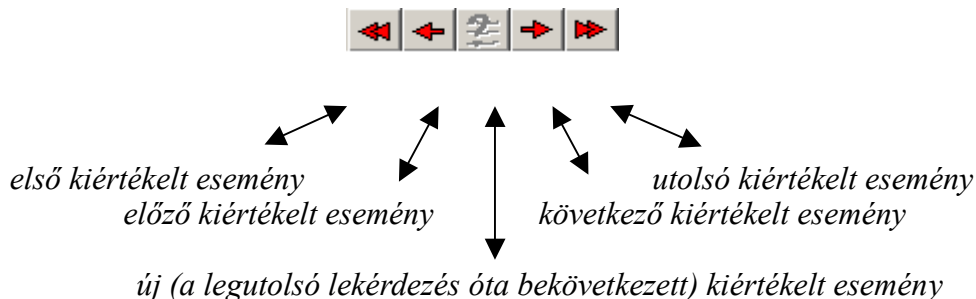 első kiértékelt esemény
utolsó kiértékelt esemény
előző kiértékelt esemény
következő kiértékelt esemény
új (a legutolsó lekérdezés óta bekövetkezett) kiértékelt esemény